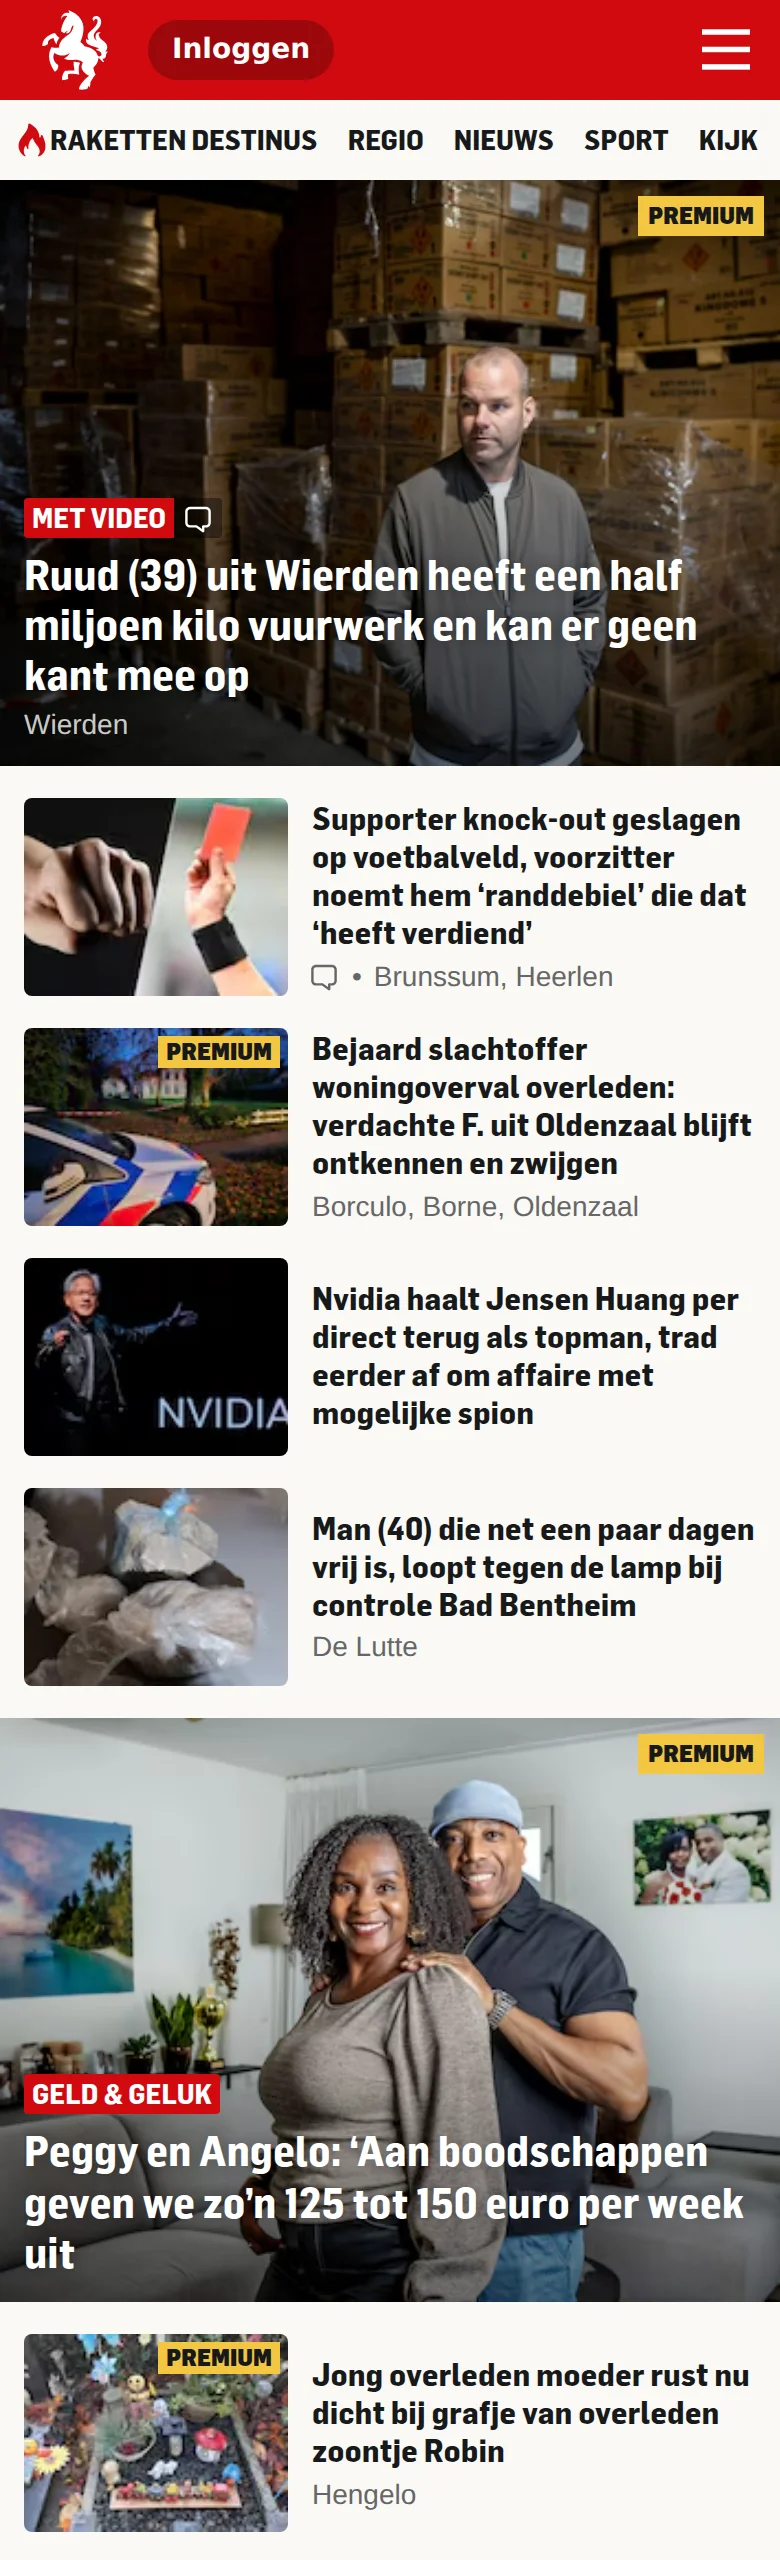 Inloggen
RAKETTEN DESTINUS REGIO NIEUWS SPORT KIJK
PREMIUM
MET VIDEO
Ruud (39) uit Wierden heeft een half
miljoen kilo vuurwerk en kan er geen
kant mee op
Wierden
Supporter knock-out geslagen
op voetbalveld, voorzitter
noemt hem ‘randdebiel’ die dat
‘heeft verdiend’
• Brunssum, Heerlen
PREMIUM
Bejaard slachtoffer
woningoverval overleden:
verdachte F. uit Oldenzaal blijft
ontkennen en zwijgen
Borculo, Borne, Oldenzaal
NVIDIA
Nvidia haalt Jensen Huang per
direct terug als topman, trad
eerder af om affaire met
mogelijke spion
Man (40) die net een paar dagen
vrij is, loopt tegen de lamp bij
controle Bad Bentheim
De Lutte
PREMIUM
GELD & GELUK
Peggy en Angelo: ‘Aan boodschappen
geven we zo’n 125 tot 150 euro per week
uit
PREMIUM
Jong overleden moeder rust nu
dicht bij grafje van overleden
zoontje Robin
Hengelo